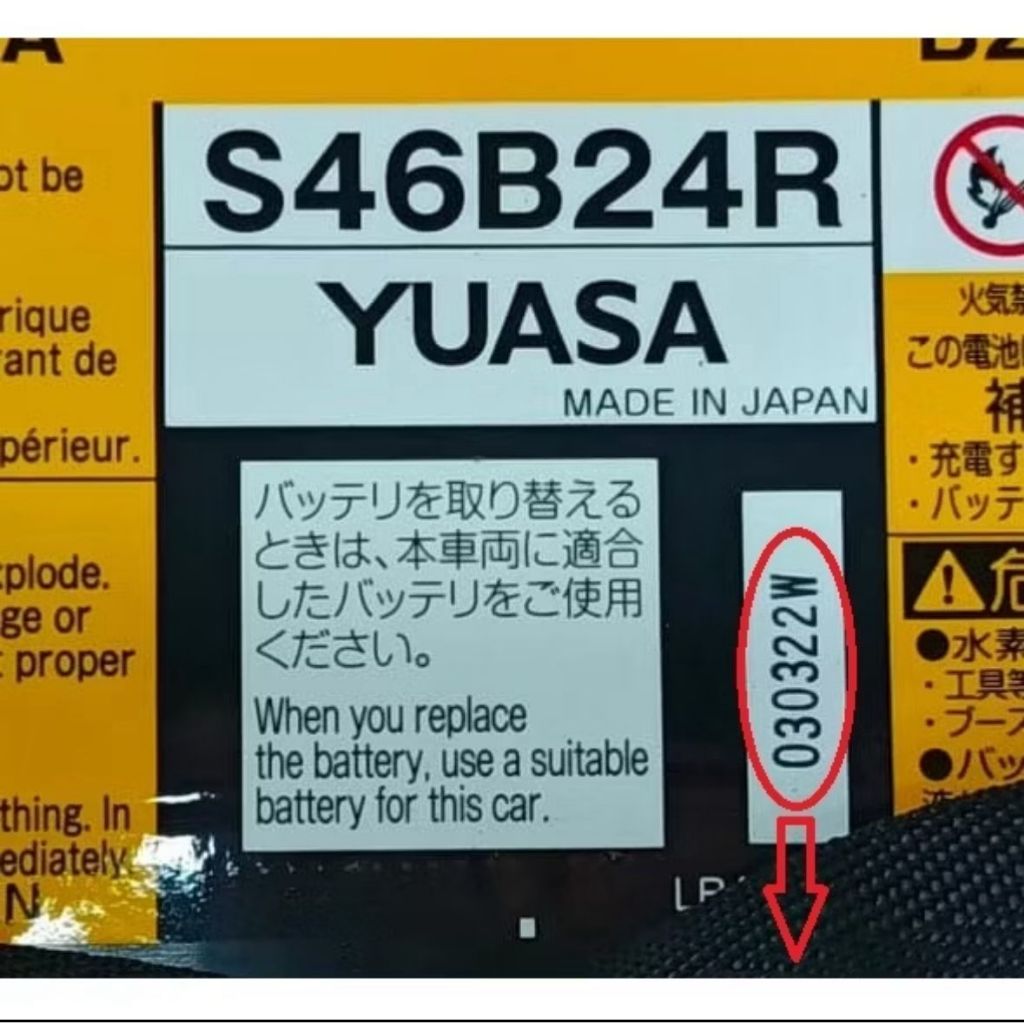 ot be
rique
rant de
périeur.
xplode.
ge or
t proper
thing. In
ediately
N
S46B24R
YUASA
MADE IN JAPAN
バッテリを取り替える
ときは、本車両に適合
したバッテリをご使用
ください。
When you replace
the battery, use a suitable
battery for this car.
030322W
火気禁
この電池は
補
・充電す
・バッテ
危
●水素
・工具等
・ブース
●バッ